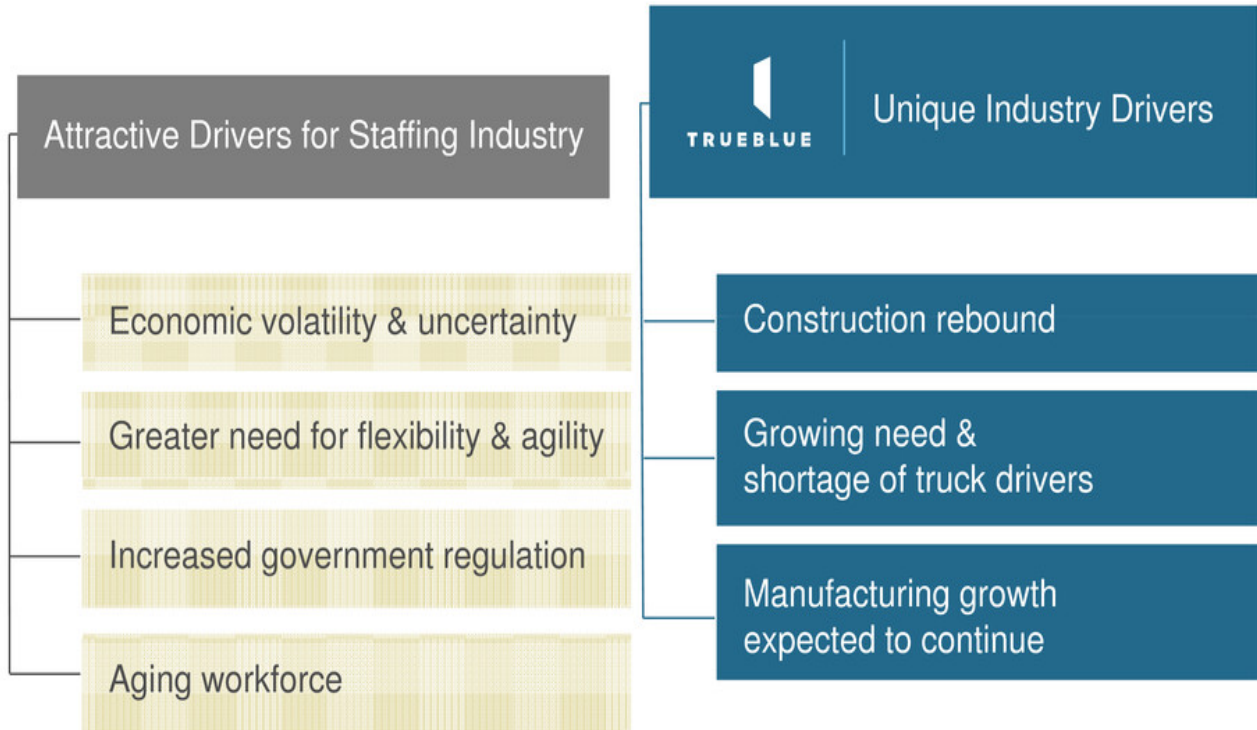 Attractive Drivers for Staffing Industry
Economic volatility & uncertainty
Greater need for flexibility & agility
Increased government regulation
Aging workforce
TRUEBLUE
Unique Industry Drivers
Construction rebound
Growing need &
shortage of truck drivers
Manufacturing growth
expected to continue